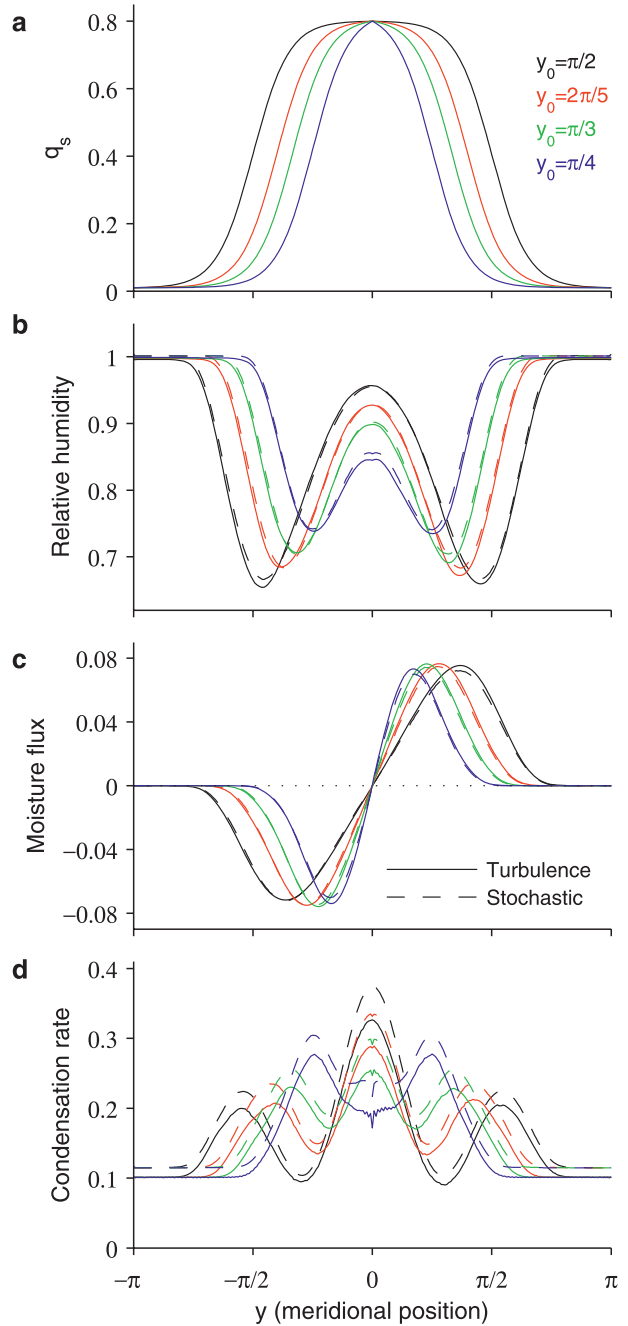 a
0.8
0.6
0.4
0.2
0
q_s
y_0=π/2
y_0=2π/5
y_0=π/3
y_0=π/4
b
1
0.9
0.8
0.7
Relative humidity
c
0.08
0.04
0
−0.04
−0.08
Moisture flux
Turbulence
Stochastic
d
0.4
0.3
0.2
0.1
0
Condensation rate
−π −π/2 0 π/2 π
y (meridional position)